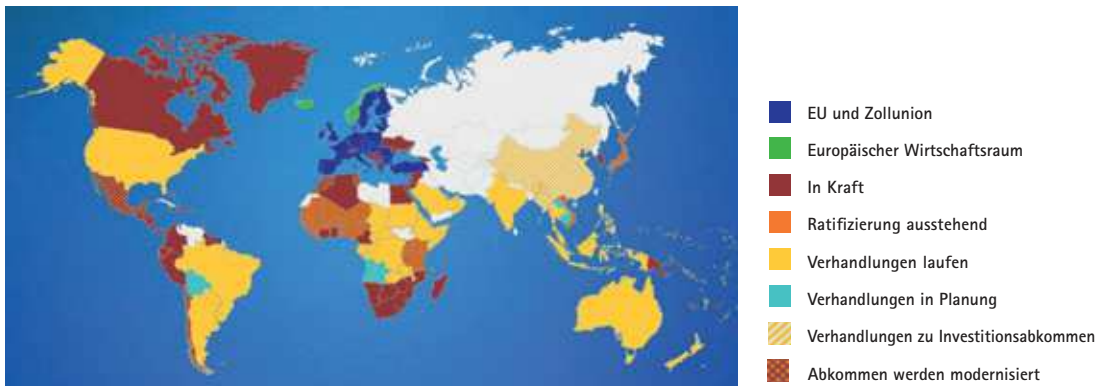 EU und Zollunion
Europäischer Wirtschaftsraum
In Kraft
Ratifizierung ausstehend
Verhandlungen laufen
Verhandlungen in Planung
Verhandlungen zu Investitionsabkommen
Abkommen werden modernisiert